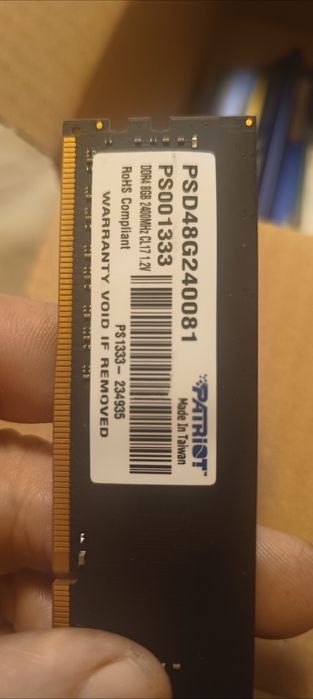 PSD48G240081
PS001333
DDR4 8GB 2400MHz CL17 1.2V
RoHS Compliant
PATRIOT
Made In Taiwan
PS1333- 234935
WARRANTY VOID IF REMOVED